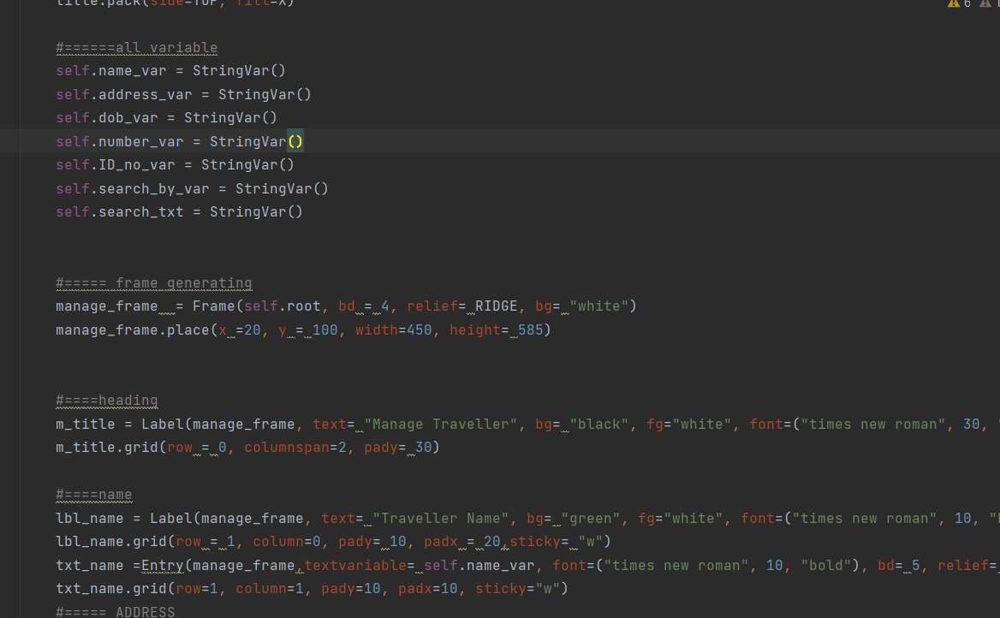 title.pack(side=TOP, fill=X)
6
#======all variable
self.name_var = StringVar()
self.address_var = StringVar()
self.dob_var = StringVar()
self.number_var = StringVar()
self.ID_no_var = StringVar()
self.search_by_var = StringVar()
self.search_txt = StringVar()
#===== frame generating
manage_frame  = Frame(self.root, bd = 4, relief= RIDGE, bg= "white")
manage_frame.place(x =20, y = 100, width=450, height= 585)
#====heading
m_title = Label(manage_frame, text= "Manage Traveller", bg= "black", fg="white", font=("times new roman", 30,
m_title.grid(row = 0, columnspan=2, pady= 30)
#====name
lbl_name = Label(manage_frame, text= "Traveller Name", bg= "green", fg="white", font=("times new roman", 10,
lbl_name.grid(row = 1, column=0, pady= 10, padx = 20,sticky= "w")
txt_name =Entry(manage_frame,textvariable= self.name_var, font=("times new roman", 10, "bold"), bd= 5, relief=
txt_name.grid(row=1, column=1, pady=10, padx=10, sticky="w")
#===== ADDRESS